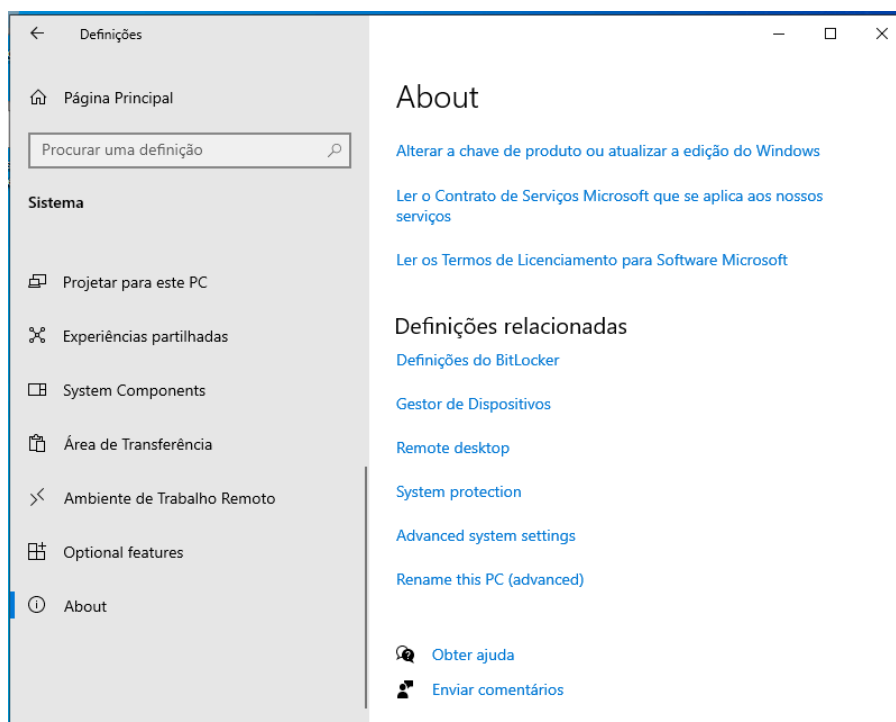 Definições
Página Principal
Procurar uma definição
Sistema
Projetar para este PC
Experiências partilhadas
System Components
Área de Transferência
Ambiente de Trabalho Remoto
Optional features
About
About
Alterar a chave de produto ou atualizar a edição do Windows
Ler o Contrato de Serviços Microsoft que se aplica aos nossos
serviços
Ler os Termos de Licenciamento para Software Microsoft
Definições relacionadas
Definições do BitLocker
Gestor de Dispositivos
Remote desktop
System protection
Advanced system settings
Rename this PC (advanced)
Obter ajuda
Enviar comentários